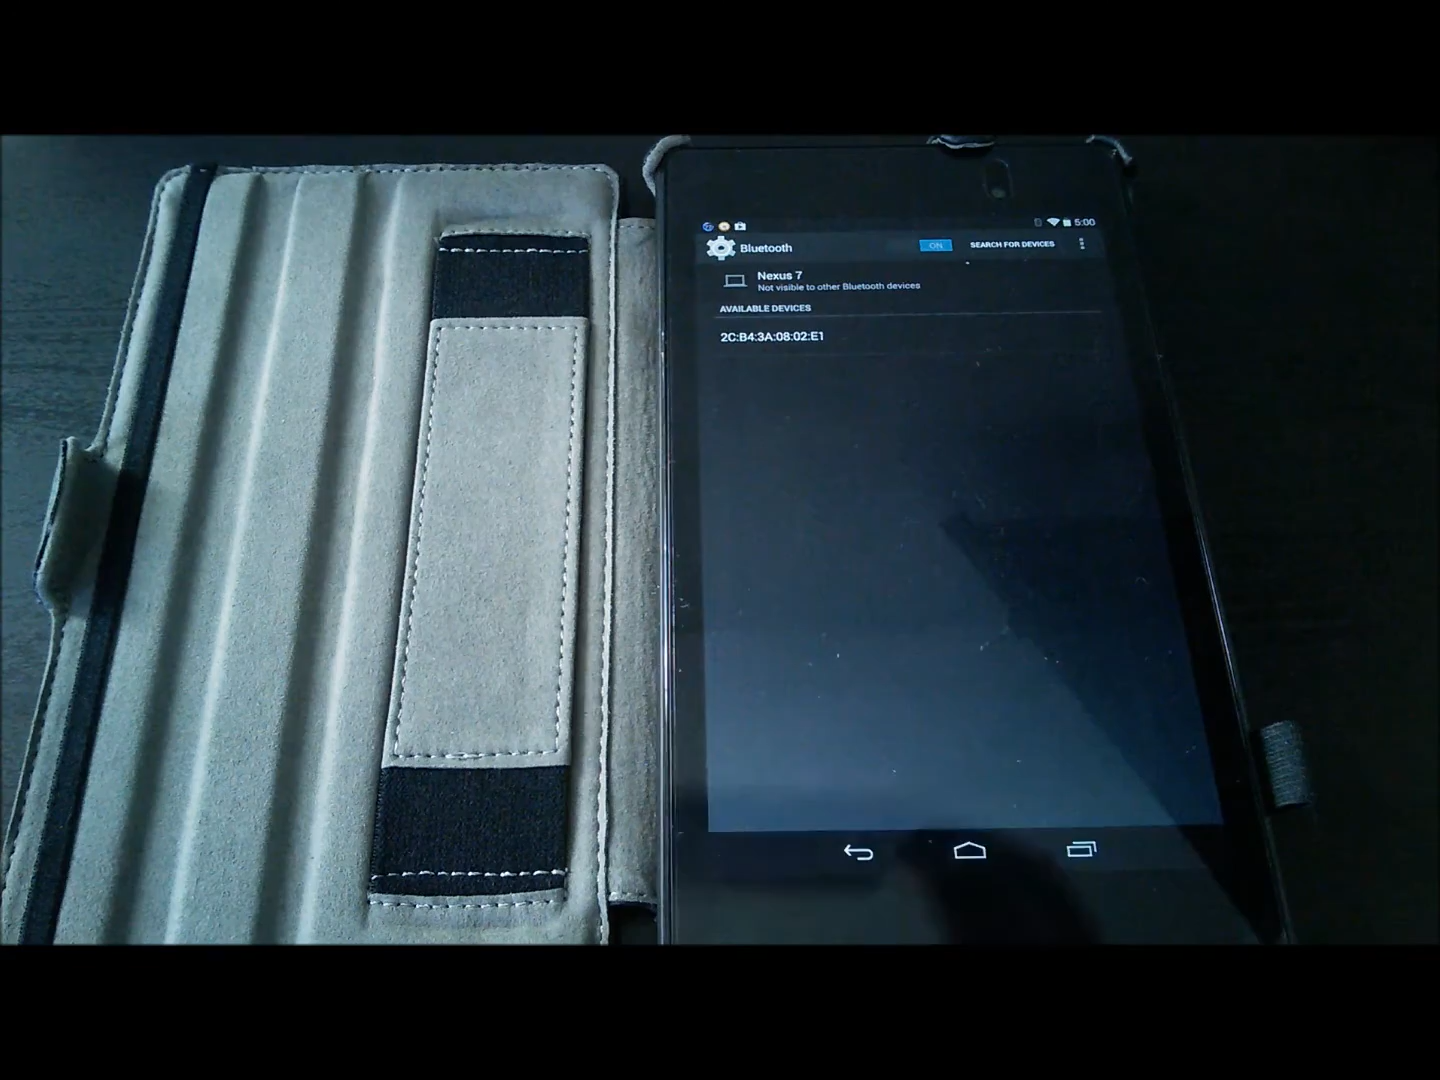 5:00
Bluetooth ON SEARCH FOR DEVICES
Nexus 7
Not visible to other Bluetooth devices
AVAILABLE DEVICES
2C:B4:3A:08:02:E1